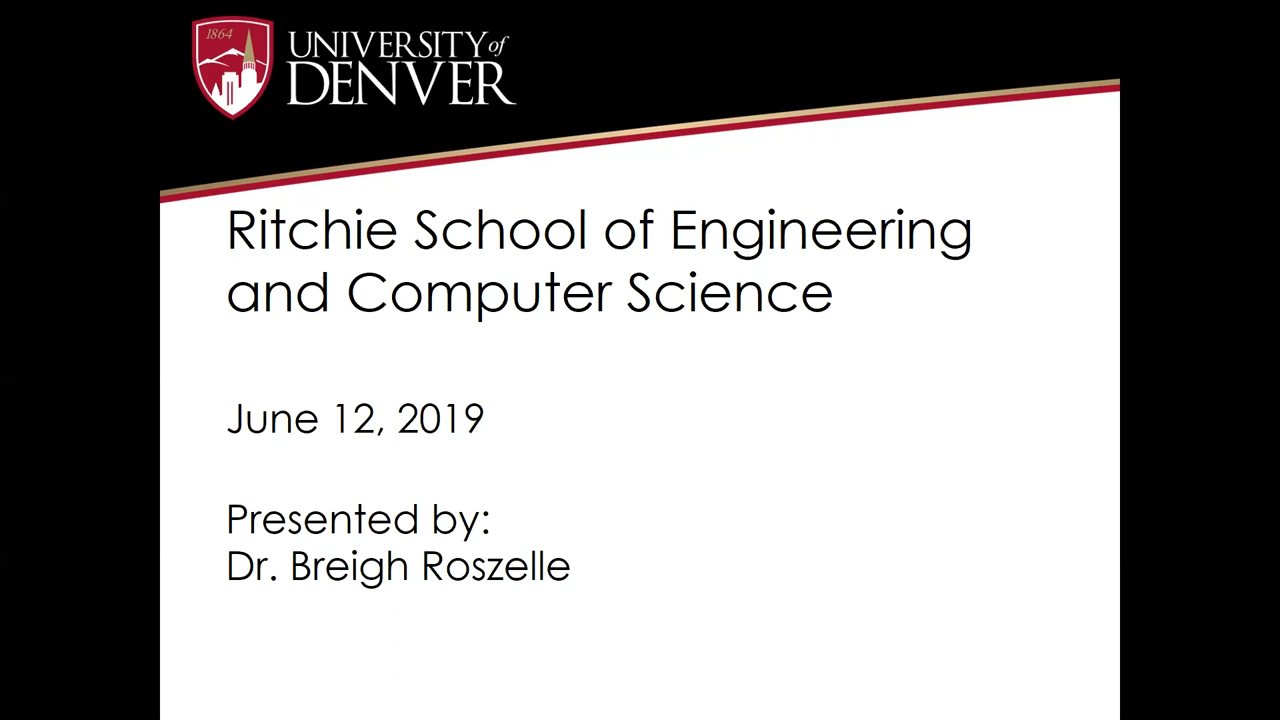 1864
UNIVERSITY of
DENVER
Ritchie School of Engineering
and Computer Science
June 12, 2019
Presented by:
Dr. Breigh Roszelle